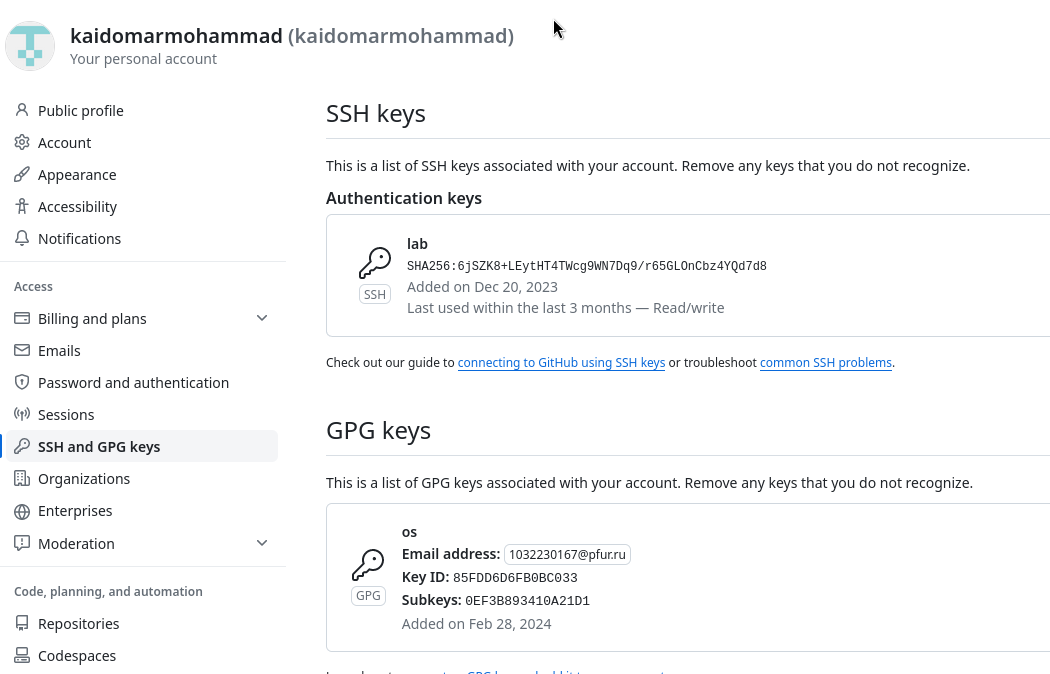 kaidomarmohammad (kaidomarmohammad)
Your personal account
Public profile
Account
Appearance
Accessibility
Notifications
Access
Billing and plans
Emails
Password and authentication
Sessions
SSH and GPG keys
Organizations
Enterprises
Moderation
Code, planning, and automation
Repositories
Codespaces
SSH keys
This is a list of SSH keys associated with your account. Remove any keys that you do not recognize.
Authentication keys
lab
SHA256:6jSZK8+LEytHT4TWcg9WN7Dq9/r65GLOnCbz4YQd7d8
SSH
Added on Dec 20, 2023
Last used within the last 3 months — Read/write
Check out our guide to connecting to GitHub using SSH keys or troubleshoot common SSH problems.
GPG keys
This is a list of GPG keys associated with your account. Remove any keys that you do not recognize.
os
Email address: 1032230167@pfur.ru
Key ID: 85FDD6D6FB0BC033
GPG
Subkeys: 0EF3B893410A21D1
Added on Feb 28, 2024